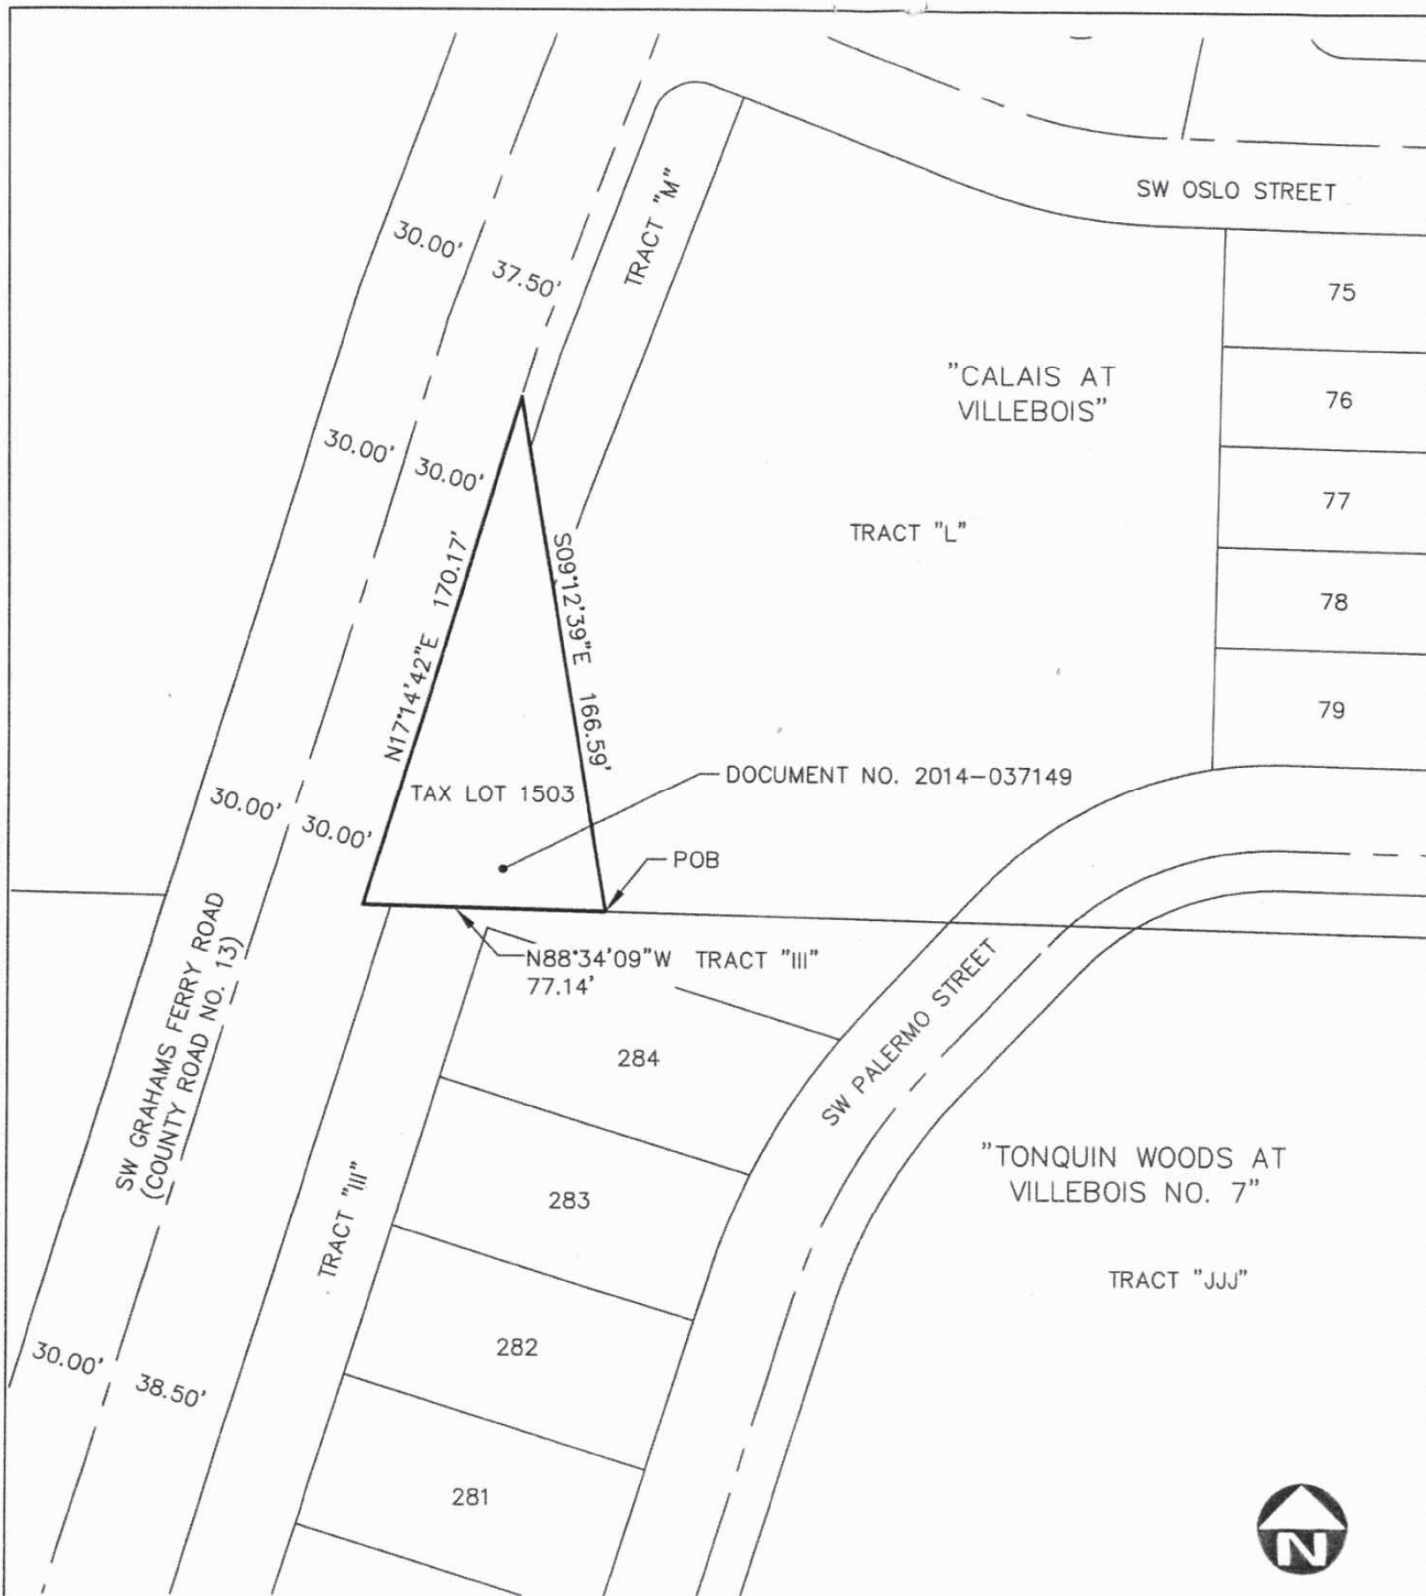 SW OSLO STREET
TRACT "M"
30.00'
37.50'
75
"CALAIS AT
VILLEBOIS"
76
30.00'
30.00'
77
TRACT "L"
78
N17°14'42"E 170.17'
S09°12'39"E 166.59'
79
DOCUMENT NO. 2014-037149
TAX LOT 1503
30.00'
30.00'
POB
N88°34'09"W TRACT "III"
77.14'
SW GRAHAMS FERRY ROAD
(COUNTY ROAD NO. 13)
SW PALERMO STREET
284
"TONQUIN WOODS AT
VILLEBOIS NO. 7"
283
TRACT "III"
TRACT "JJJ"
282
30.00'
38.50'
281
N